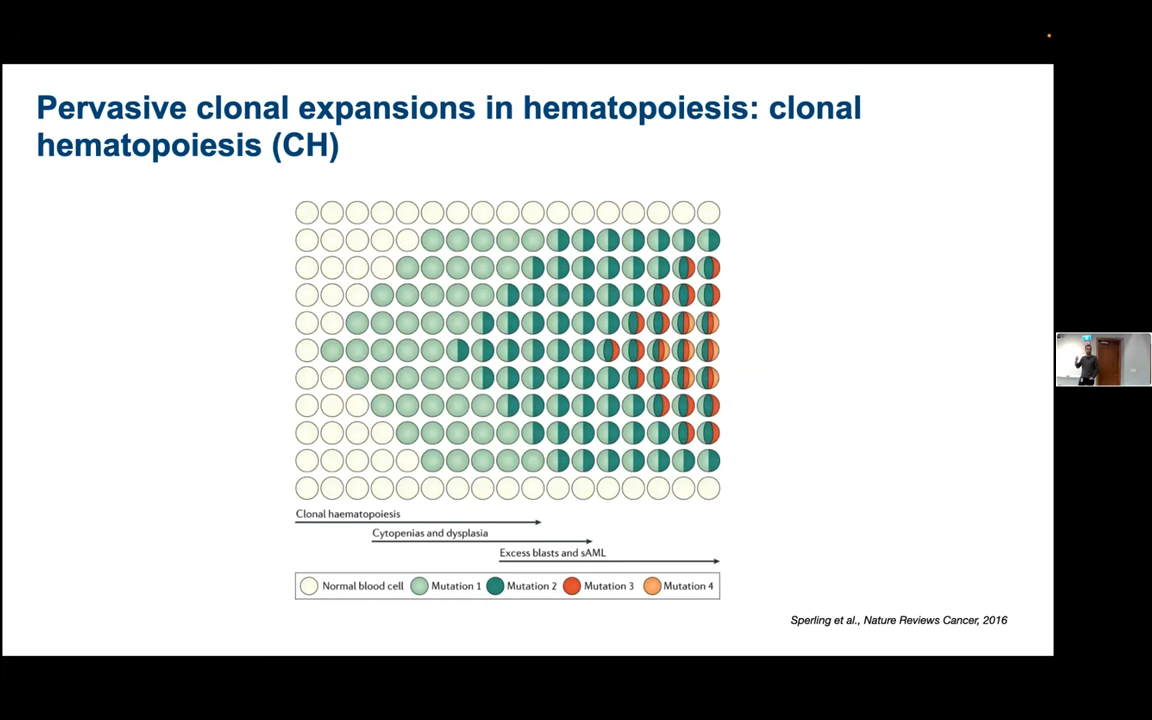 Pervasive clonal expansions in hematopoiesis: clonal
hematopoiesis (CH)
Clonal haematopoiesis
Cytopenias and dysplasia
Excess blasts and sAML
Normal blood cell Mutation 1 Mutation 2 Mutation 3 Mutation 4
Sperling et al., Nature Reviews Cancer, 2016